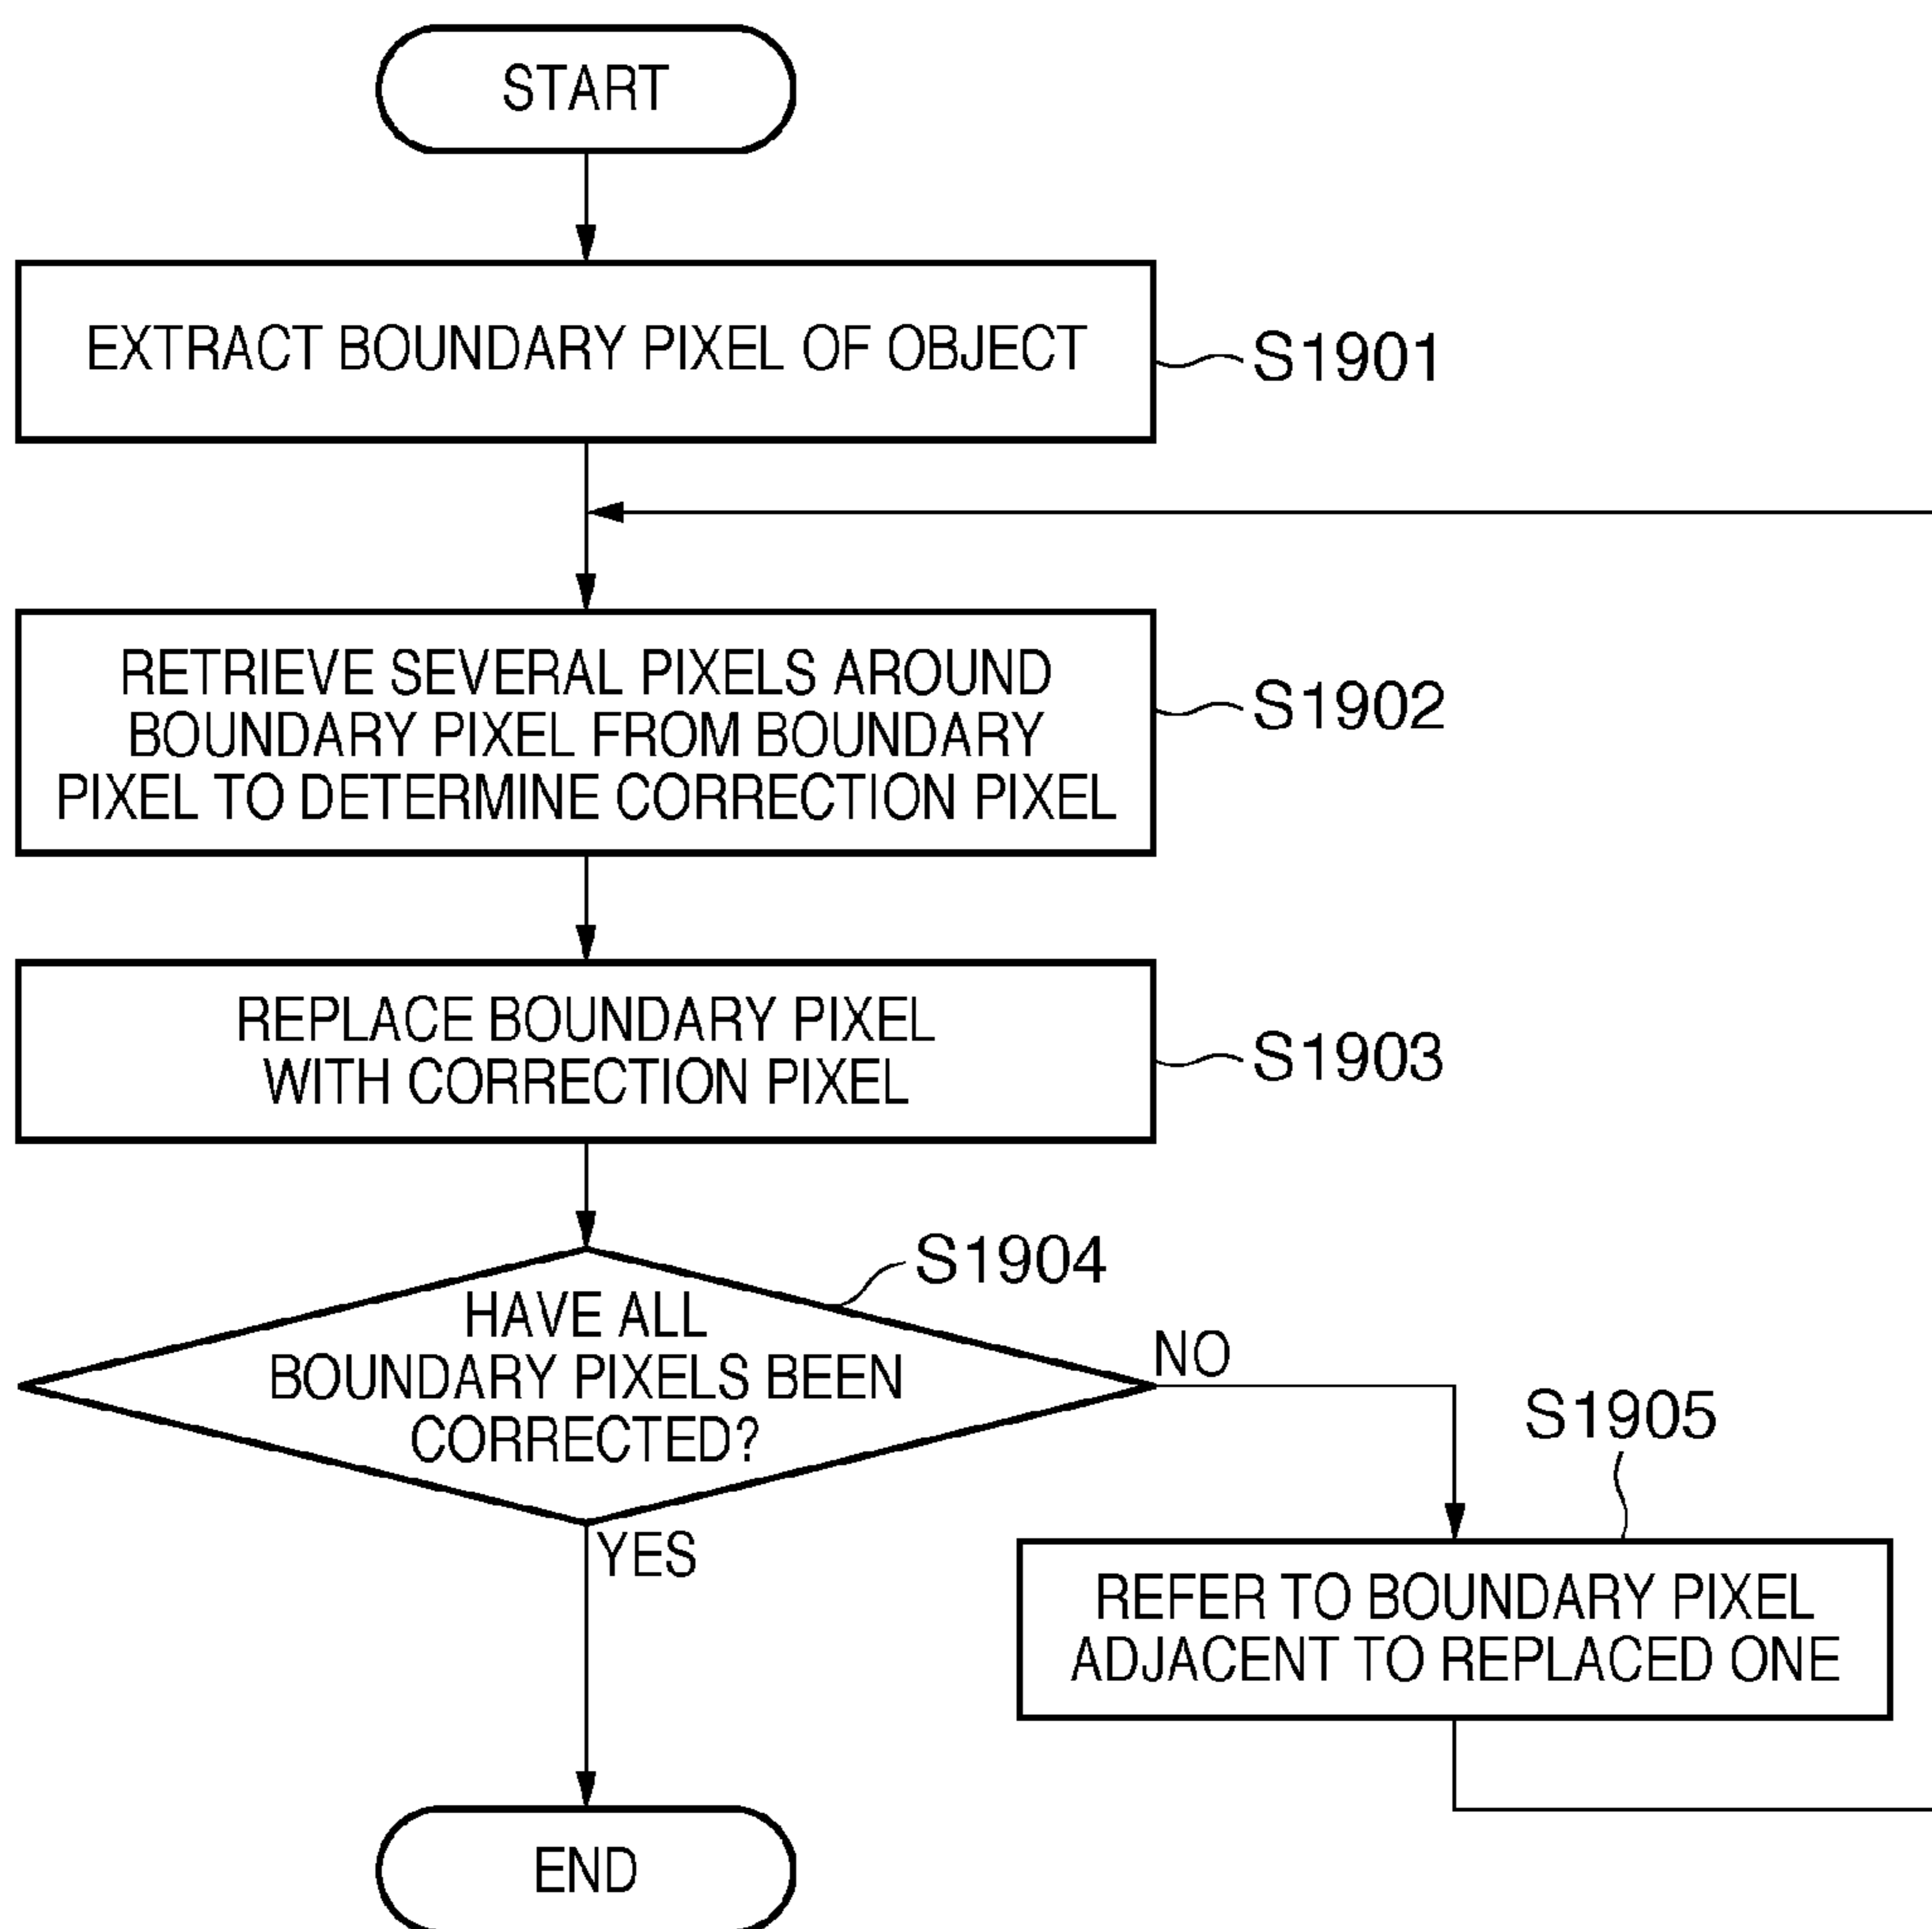 START
EXTRACT BOUNDARY PIXEL OF OBJECT
S1901
RETRIEVE SEVERAL PIXELS AROUND
BOUNDARY PIXEL FROM BOUNDARY
PIXEL TO DETERMINE CORRECTION PIXEL
S1902
REPLACE BOUNDARY PIXEL
WITH CORRECTION PIXEL
S1903
S1904
HAVE ALL
BOUNDARY PIXELS BEEN
CORRECTED?
NO
YES
S1905
REFER TO BOUNDARY PIXEL
ADJACENT TO REPLACED ONE
END